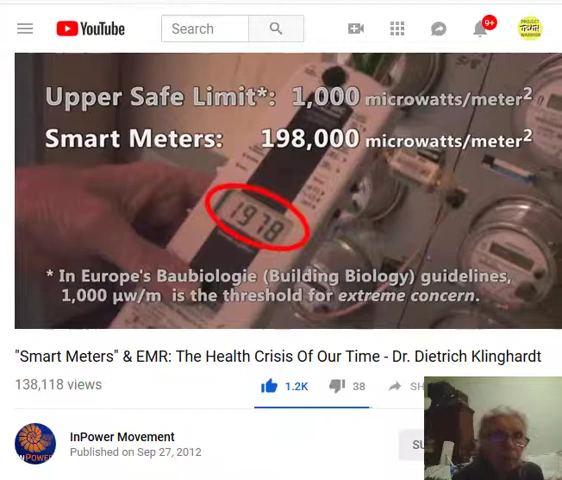 YouTube
Search
9+
PROJECT
TRUTH
WARRIOR
Upper Safe Limit*: 1,000 microwatts/meter²
Smart Meters: 198,000 microwatts/meter²
1978
* In Europe's Baubiologie (Building Biology) guidelines,
1,000 µw/m is the threshold for extreme concern.
"Smart Meters" & EMR: The Health Crisis Of Our Time - Dr. Dietrich Klinghardt
138,118 views
1.2K
38
SH
InPower Movement
Published on Sep 27, 2012
SU